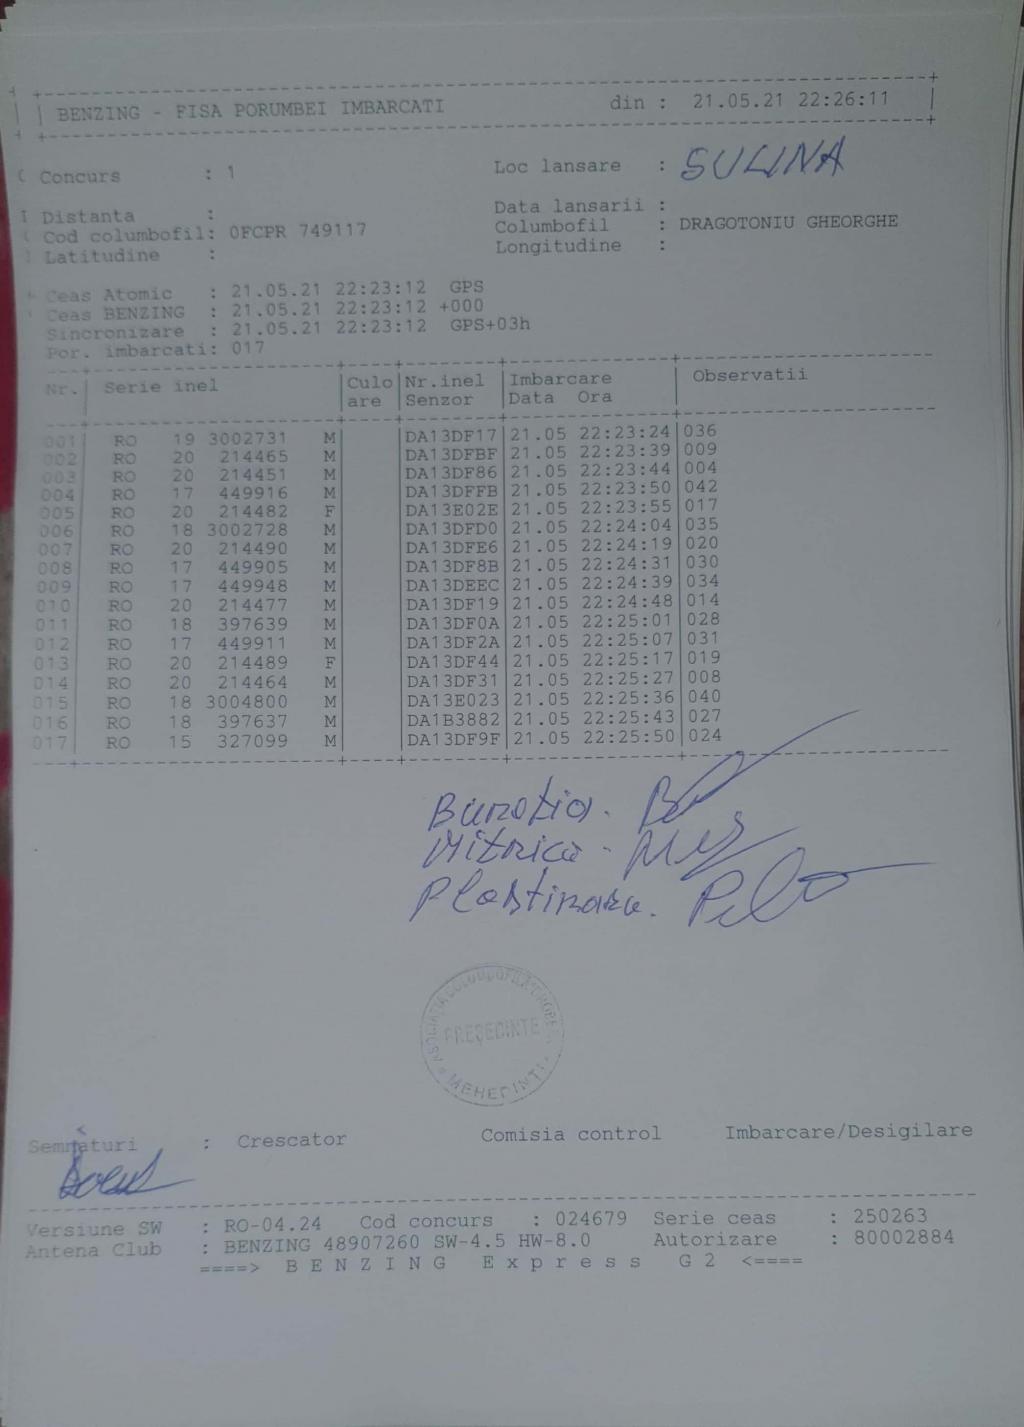 BENZING - FISA PORUMBEI IMBARCATI din : 21.05.21 22:26:11
Concurs : 1 Loc lansare : SULINA
Distanta : Data lansarii :
Cod columbofil: 0FCPR 749117 Columbofil : DRAGOTONIU GHEORGHE
Latitudine : Longitudine :
Ceas Atomic : 21.05.21 22:23:12 GPS
Ceas BENZING : 21.05.21 22:23:12 +000
Sincronizare : 21.05.21 22:23:12 GPS+03h
Por. imbarcati: 017
Nr. Serie inel Culo Nr.inel Imbarcare Observatii
are Senzor Data Ora
001 RO 19 3002731 M DA13DF17 21.05 22:23:24 036
002 RO 20 214465 M DA13DFBF 21.05 22:23:39 009
003 RO 20 214451 M DA13DF86 21.05 22:23:44 004
004 RO 17 449916 M DA13DFFB 21.05 22:23:50 042
005 RO 20 214482 F DA13E02E 21.05 22:23:55 017
006 RO 18 3002728 M DA13DFD0 21.05 22:24:04 035
007 RO 20 214490 M DA13DFE6 21.05 22:24:19 020
008 RO 17 449905 M DA13DF8B 21.05 22:24:31 030
009 RO 17 449948 M DA13DEEC 21.05 22:24:39 034
010 RO 20 214477 M DA13DF19 21.05 22:24:48 014
011 RO 18 397639 M DA13DF0A 21.05 22:25:01 028
012 RO 17 449911 M DA13DF2A 21.05 22:25:07 031
013 RO 20 214489 F DA13DF44 21.05 22:25:17 019
014 RO 20 214464 M DA13DF31 21.05 22:25:27 008
015 RO 18 3004800 M DA13E023 21.05 22:25:36 040
016 RO 18 397637 M DA1B3882 21.05 22:25:43 027
017 RO 15 327099 M DA13DF9F 21.05 22:25:50 024
Mitrica -
PREȘEDINTE
MEHEDINTI
Semnaturi : Crescator Comisia control Imbarcare/Desigilare
Versiune SW : RO-04.24 Cod concurs : 024679 Serie ceas : 250263
Antena Club : BENZING 48907260 SW-4.5 HW-8.0 Autorizare : 80002884
====> B E N Z I N G E x p r e s s G 2 <====